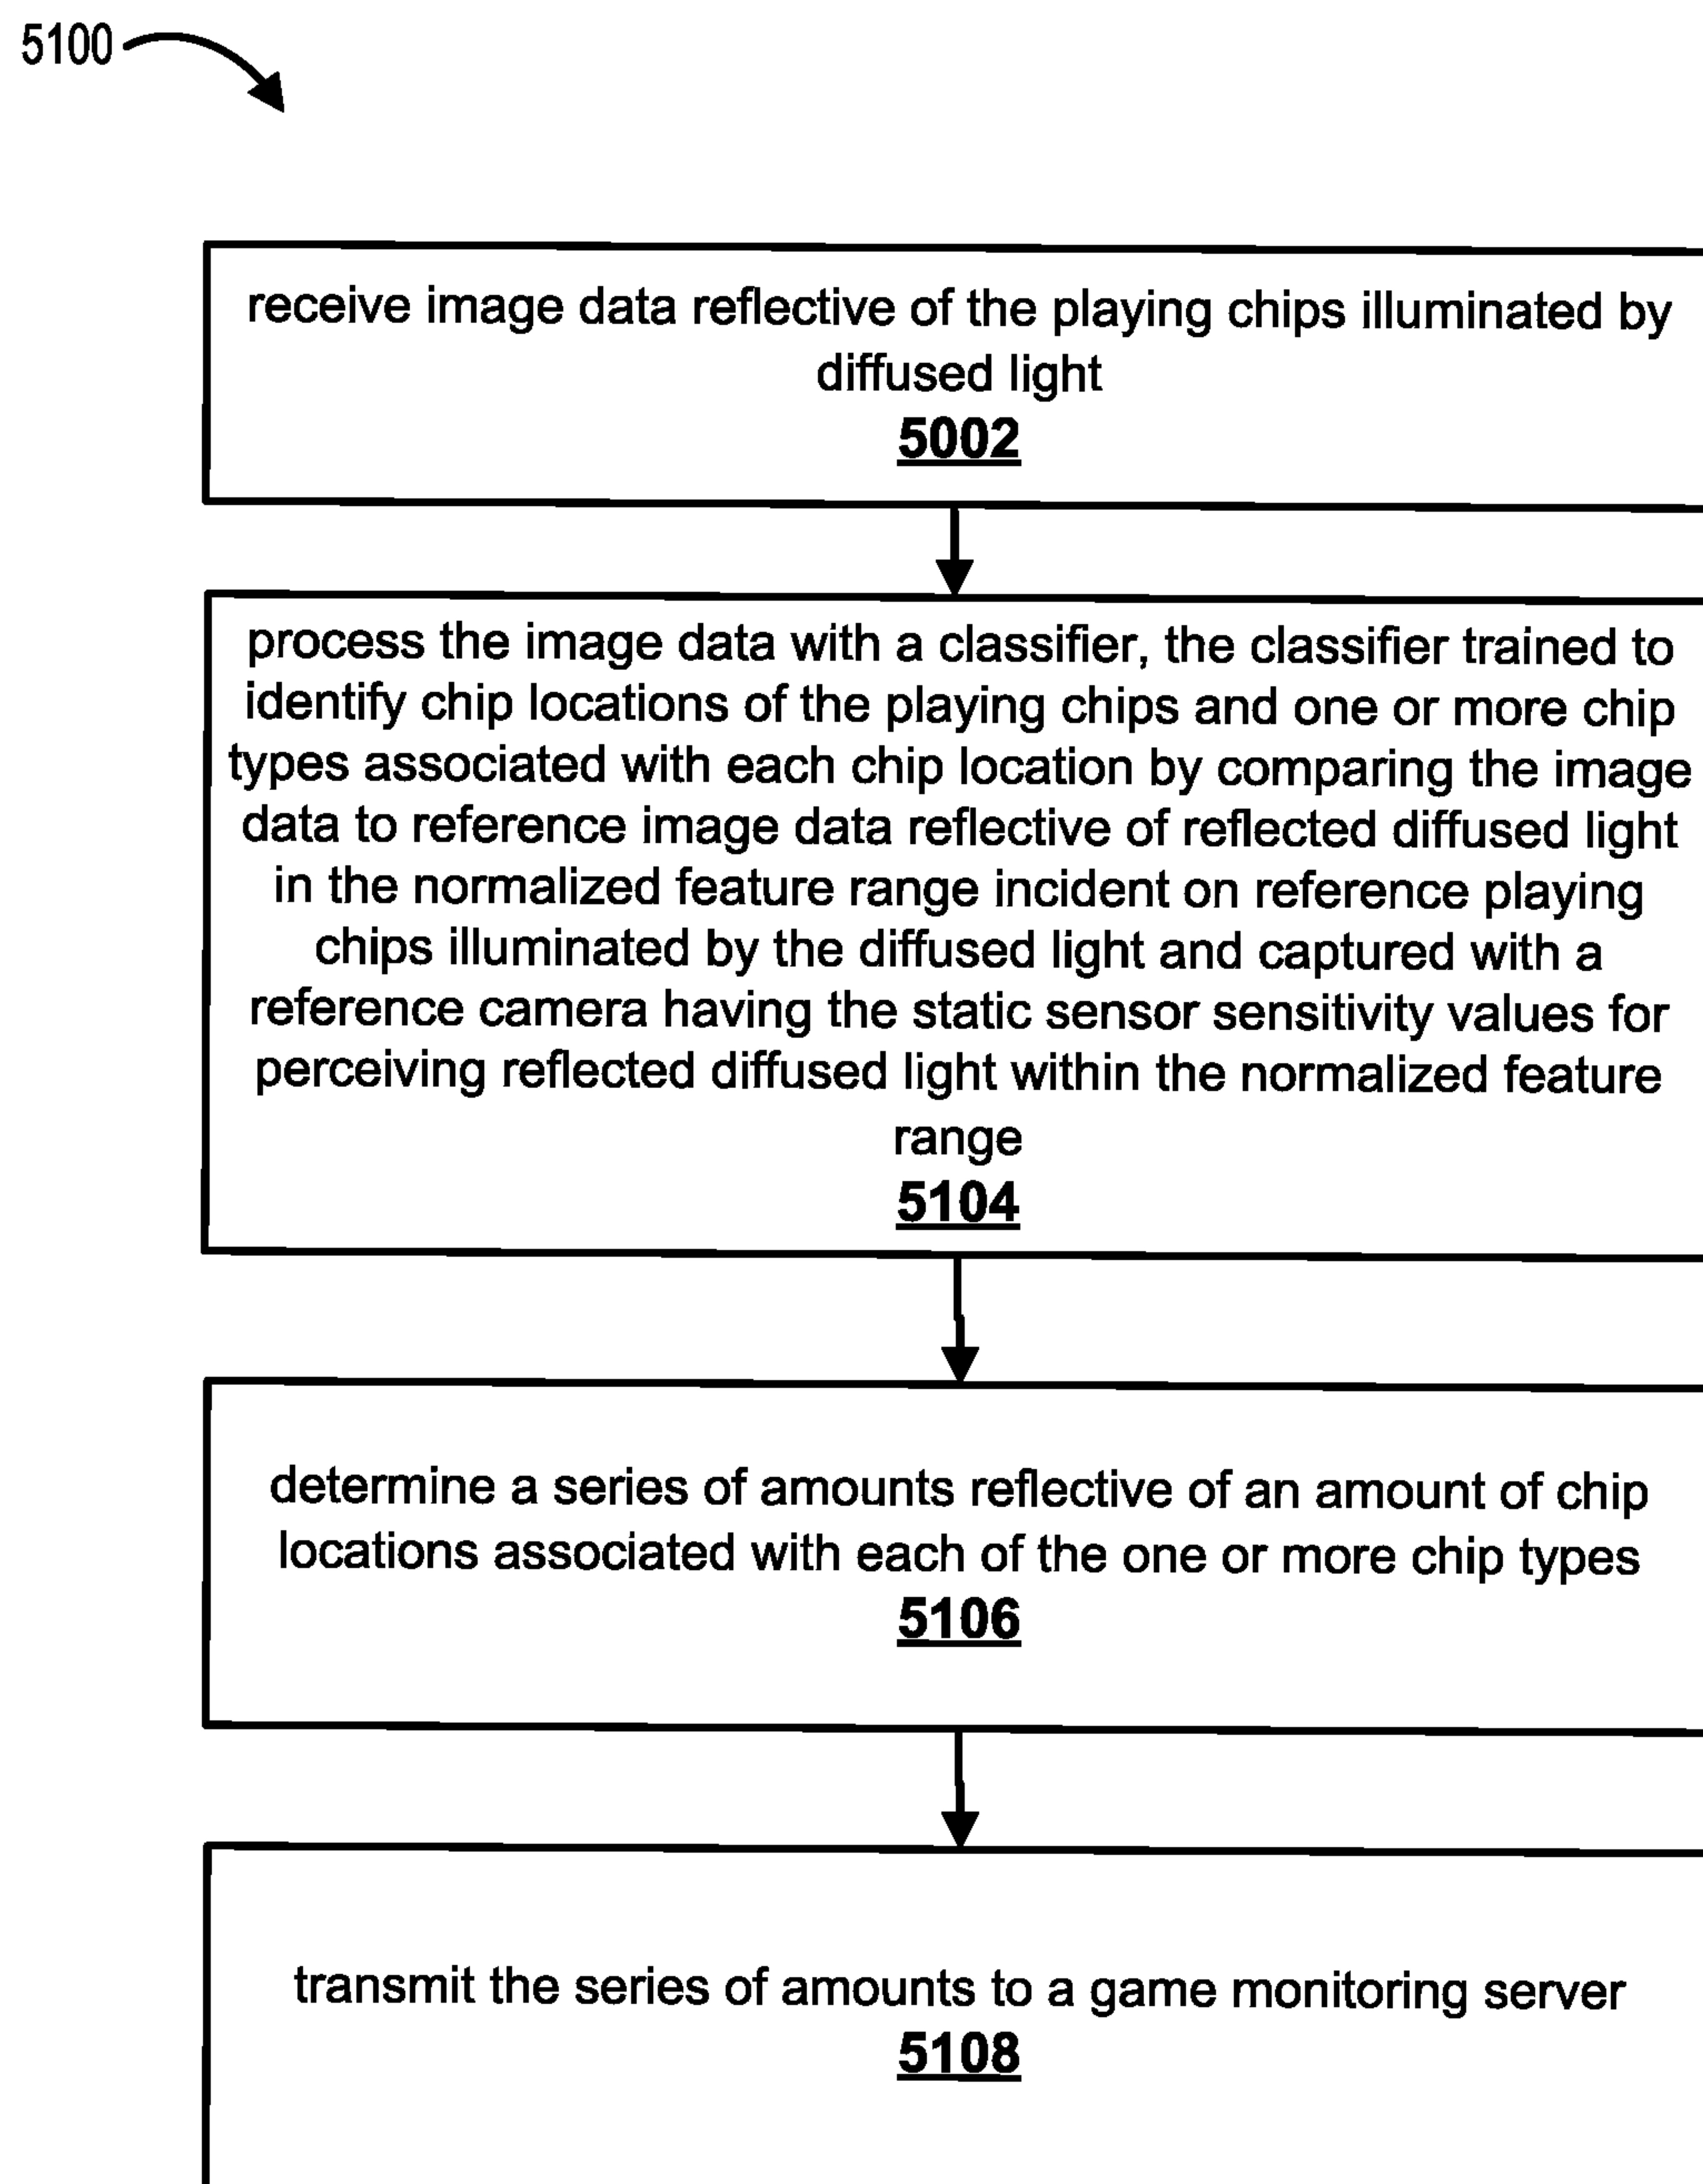 5100
receive image data reflective of the playing chips illuminated by
diffused light
5002
process the image data with a classifier, the classifier trained to
identify chip locations of the playing chips and one or more chip
types associated with each chip location by comparing the image
data to reference image data reflective of reflected diffused light
in the normalized feature range incident on reference playing
chips illuminated by the diffused light and captured with a
reference camera having the static sensor sensitivity values for
perceiving reflected diffused light within the normalized feature
range
5104
determine a series of amounts reflective of an amount of chip
locations associated with each of the one or more chip types
5106
transmit the series of amounts to a game monitoring server
5108